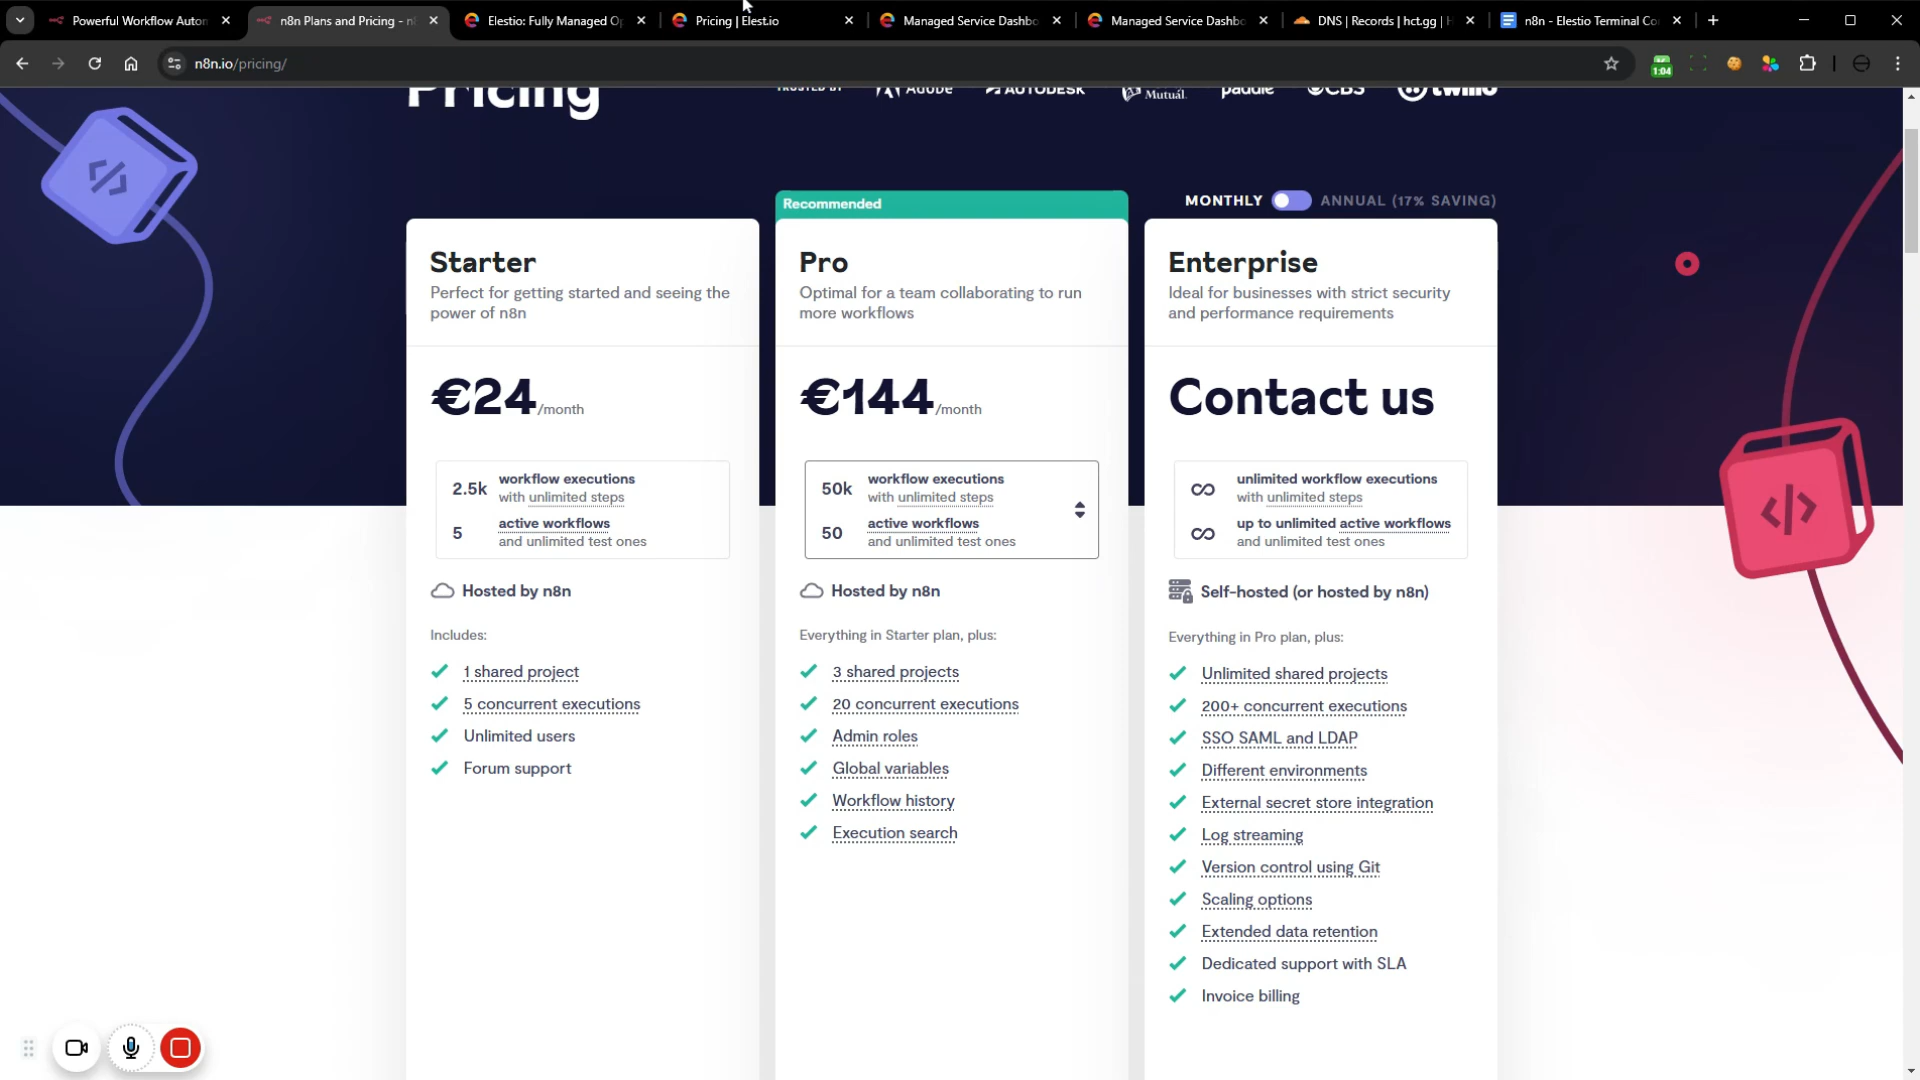 Powerful Workflow Autom
n8n Plans and Pricing - n8
Elestio: Fully Managed Op
Pricing | Elest.io
Managed Service Dashbo
Managed Service Dashbo
DNS | Records | hct.gg | H
n8n - Elestio Terminal Co
n8n.io/pricing/
1:04
Pricing
TRUSTED BY
Adobe
AUTODESK
Mutual.
paddle
CBS
twilio
MONTHLY
ANNUAL (17% SAVING)
Starter
Perfect for getting started and seeing the
power of n8n
€24/month
2.5k workflow executions
with unlimited steps
5 active workflows
and unlimited test ones
Hosted by n8n
Includes:
1 shared project
5 concurrent executions
Unlimited users
Forum support
Recommended
Pro
Optimal for a team collaborating to run
more workflows
€144/month
50k workflow executions
with unlimited steps
50 active workflows
and unlimited test ones
Hosted by n8n
Everything in Starter plan, plus:
3 shared projects
20 concurrent executions
Admin roles
Global variables
Workflow history
Execution search
Enterprise
Ideal for businesses with strict security
and performance requirements
Contact us
∞ unlimited workflow executions
with unlimited steps
∞ up to unlimited active workflows
and unlimited test ones
Self-hosted (or hosted by n8n)
Everything in Pro plan, plus:
Unlimited shared projects
200+ concurrent executions
SSO SAML and LDAP
Different environments
External secret store integration
Log streaming
Version control using Git
Scaling options
Extended data retention
Dedicated support with SLA
Invoice billing